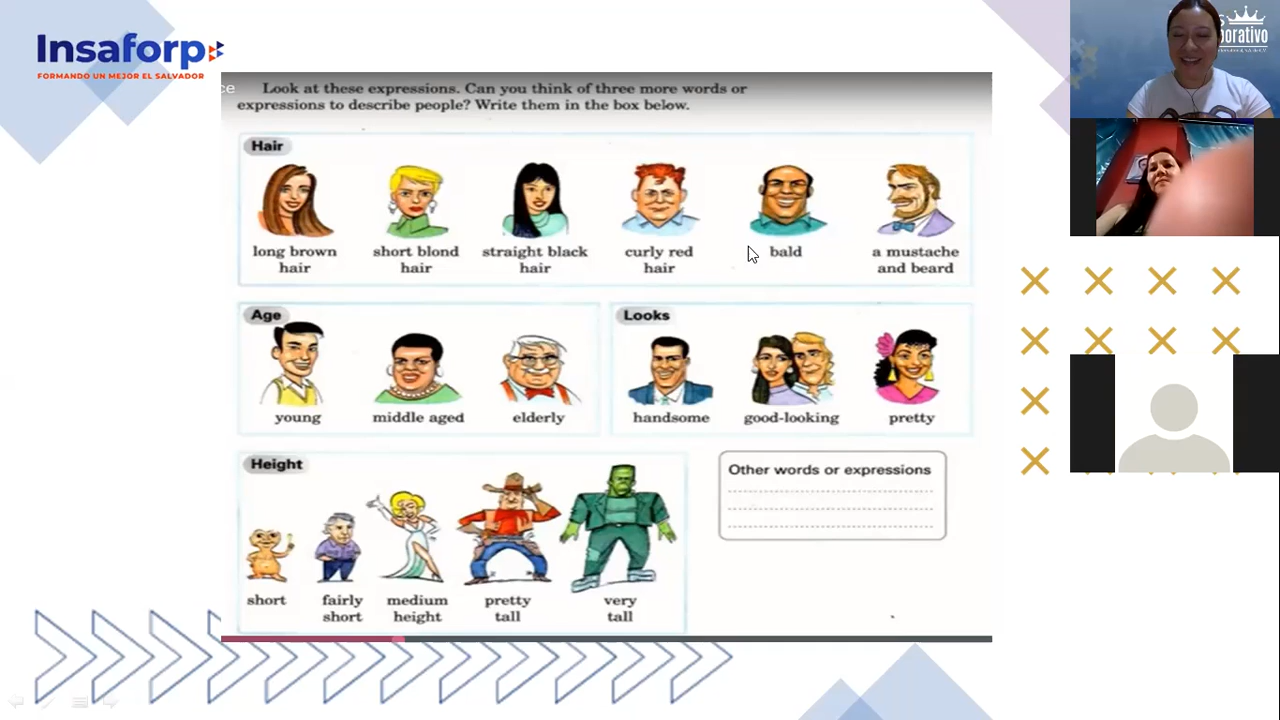 Insaforp
FORMANDO UN MEJOR EL SALVADOR
ce
Look at these expressions. Can you think of three more words or
expressions to describe people? Write them in the box below.
Hair
long brown
hair
short blond
hair
straight black
hair
curly red
hair
bald
a mustache
and beard
Age
young
middle aged
elderly
Looks
handsome
good-looking
pretty
Height
short
fairly
short
medium
height
pretty
tall
very
tall
Other words or expressions